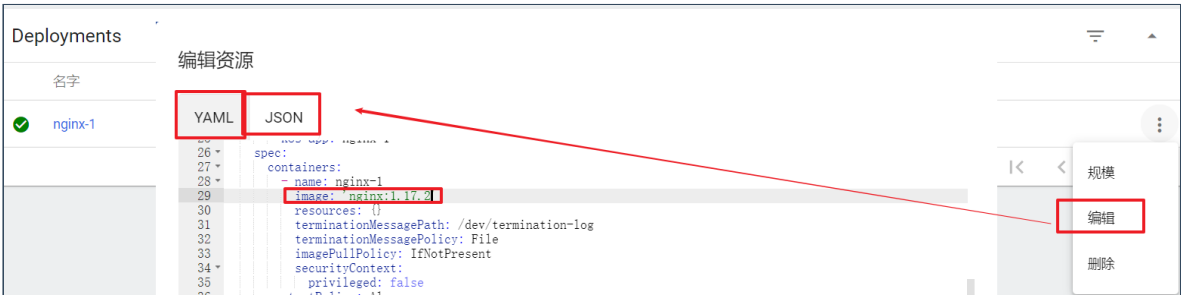 Deployments
编辑资源
名字
YAML JSON
nginx-1
26 spec:
27 containers:
28 - name: nginx-1
29 image: 'nginx:1.17.2
30 resources: {}
31 terminationMessagePath: /dev/termination-log
32 terminationMessagePolicy: File
33 imagePullPolicy: IfNotPresent
34 securityContext:
35 privileged: false
规模
编辑
删除